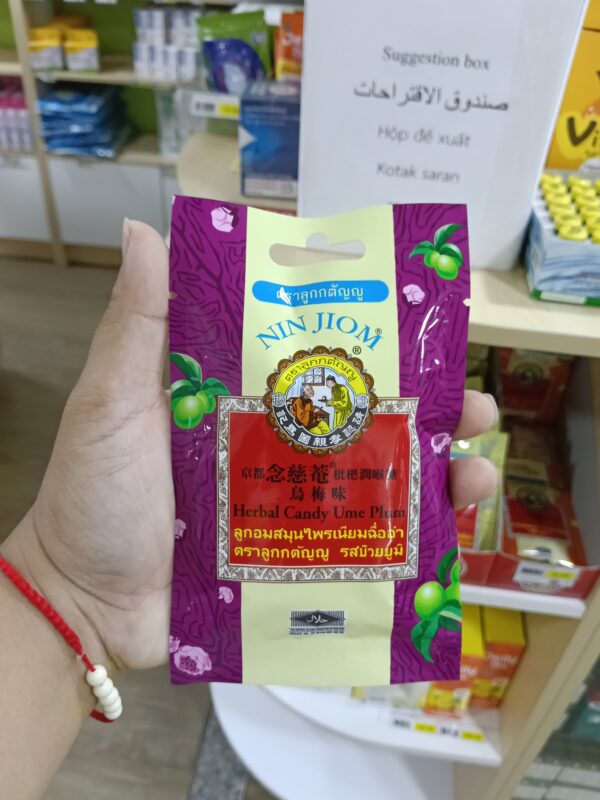 Suggestion box
صندوق الاقتراحات
Hộp đề xuất
Kotak saran
ตราลูกกตัญญู
NIN JIOM®
®
ตราลูกกตัญญู
京都念慈菴®枇杷潤喉糖
烏梅味
Herbal Candy Ume Plum
ลูกอมสมุนไพรเนียมฉื่ออ่า
ตราลูกกตัญญู รสบ๊วยยูมิ
حلال